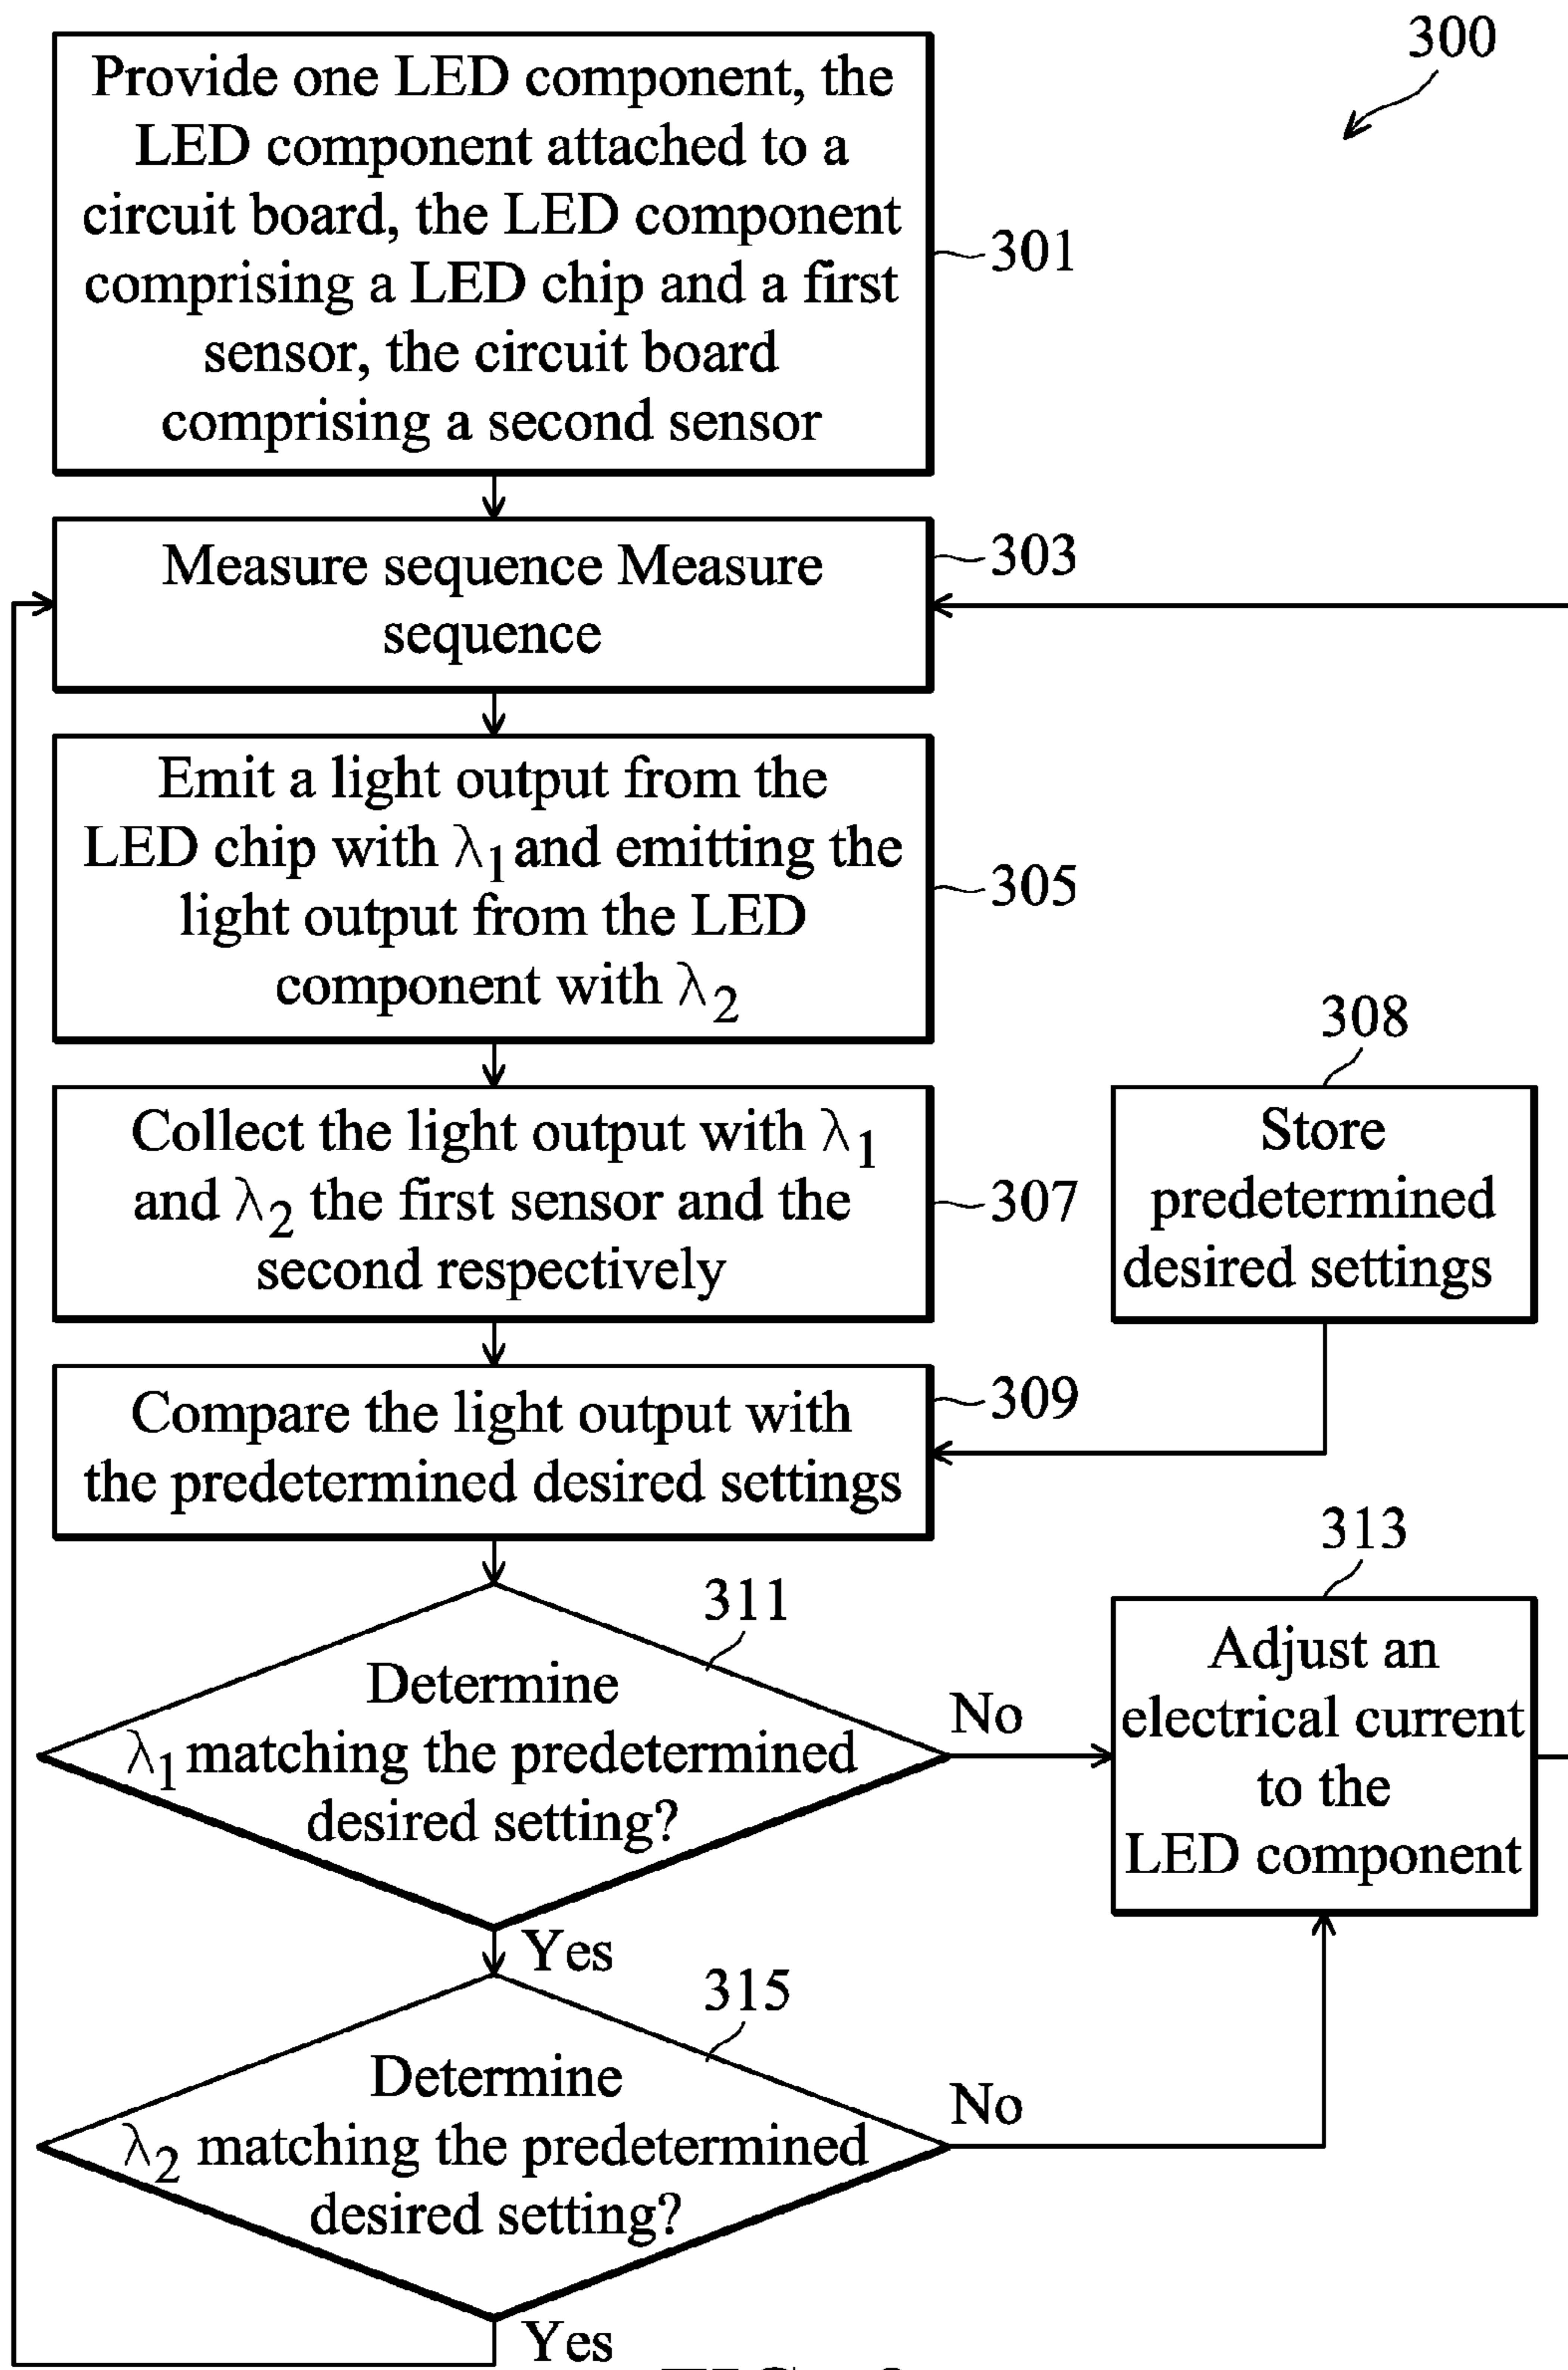 300
Provide one LED component, the
LED component attached to a
circuit board, the LED component
comprising a LED chip and a first
sensor, the circuit board
comprising a second sensor
301
Measure sequence Measure
sequence
303
Emit a light output from the
LED chip with λ1 and emitting the
light output from the LED
component with λ2
305
Collect the light output with λ1
and λ2 the first sensor and the
second respectively
307
308
Store
predetermined
desired settings
Compare the light output with
the predetermined desired settings
309
311
Determine
λ1 matching the predetermined
desired setting?
No
Yes
313
Adjust an
electrical current
to the
LED component
315
Determine
λ2 matching the predetermined
desired setting?
No
Yes